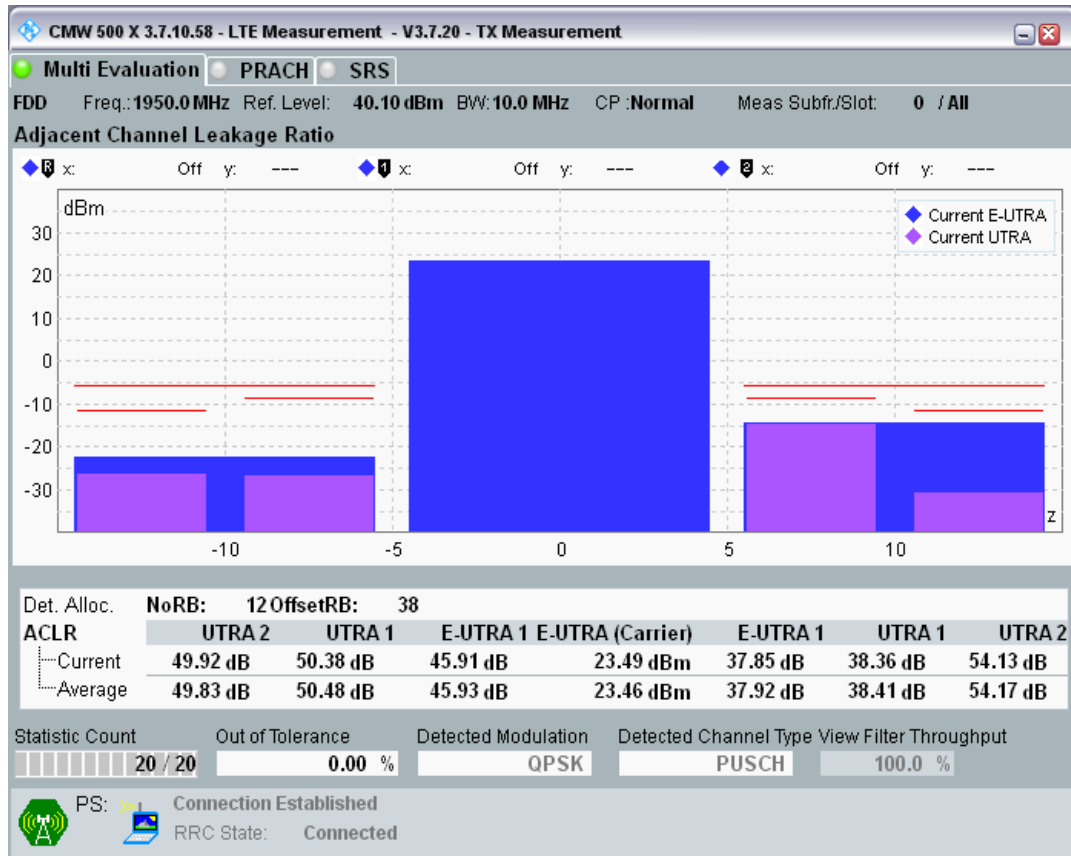 CMW 500 X 3.7.10.58 - LTE Measurement - V3.7.20 - TX Measurement
Multi Evaluation PRACH SRS
FDD Freq.: 1950.0 MHz Ref. Level: 40.10 dBm BW: 10.0 MHz CP : Normal Meas Subfr./Slot: 0 / All
Adjacent Channel Leakage Ratio
R x: Off y: --- 1 x: Off y: --- 2 x: Off y: ---
dBm
Current E-UTRA
Current UTRA
30
20
10
0
-10
-20
-30
z
-10 -5 0 5 10
Det. Alloc. NoRB: 12 OffsetRB: 38
ACLR UTRA 2 UTRA 1 E-UTRA 1 E-UTRA (Carrier) E-UTRA 1 UTRA 1 UTRA 2
Current 49.92 dB 50.38 dB 45.91 dB 23.49 dBm 37.85 dB 38.36 dB 54.13 dB
Average 49.83 dB 50.48 dB 45.93 dB 23.46 dBm 37.92 dB 38.41 dB 54.17 dB
Statistic Count Out of Tolerance Detected Modulation Detected Channel Type View Filter Throughput
20 / 20 0.00 % QPSK PUSCH 100.0 %
PS: Connection Established
RRC State: Connected